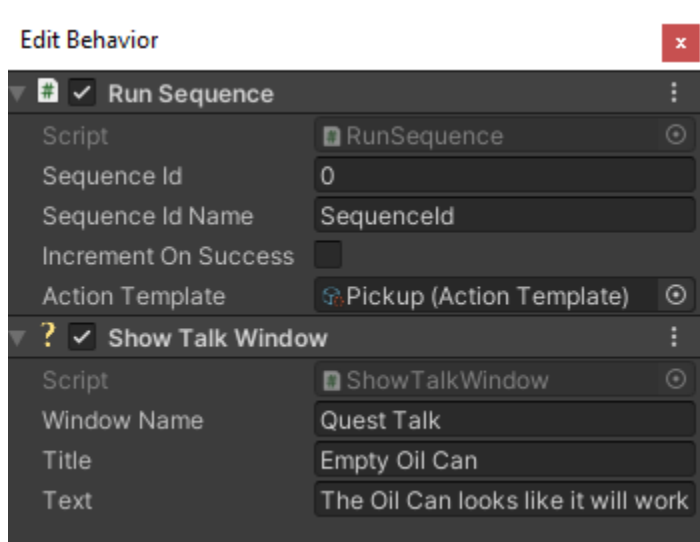 Edit Behavior
x
# Run Sequence
Script # RunSequence
Sequence Id 0
Sequence Id Name SequenceId
Increment On Success
Action Template Pickup (Action Template)
? Show Talk Window
Script # ShowTalkWindow
Window Name Quest Talk
Title Empty Oil Can
Text The Oil Can looks like it will work